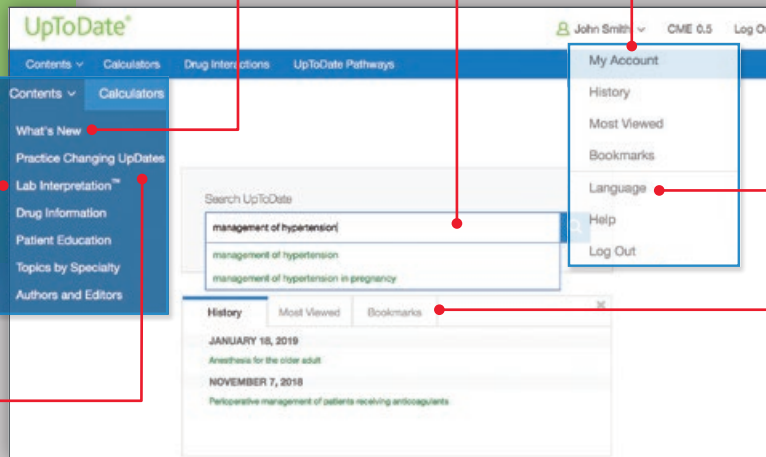 UpToDate®
John Smith CME 0.5 Log Ou
Contents Calculators Drug Interactions UpToDate Pathways
Contents Calculators
What's New
Practice Changing UpDates
Lab Interpretation™
Drug Information
Patient Education
Topics by Specialty
Authors and Editors
My Account
History
Most Viewed
Bookmarks
Language
Help
Log Out
Search UpToDate
management of hypertension
management of hypertension
management of hypertension in pregnancy
History Most Viewed Bookmarks
JANUARY 18, 2019
Anesthesia for the older adult
NOVEMBER 7, 2018
Perioperative management of patients receiving anticoagulants